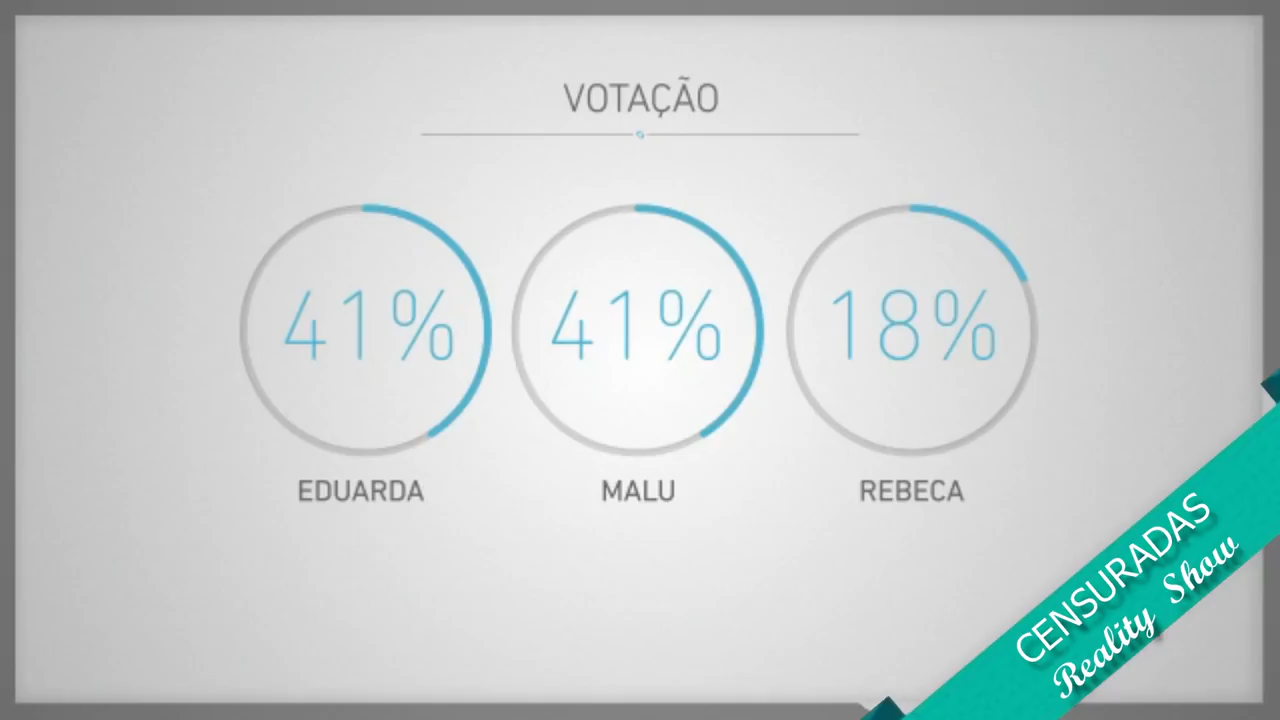 VOTAÇÃO
41% 41% 18%
EDUARDA MALU REBECA
CENSURADAS
Reality Show